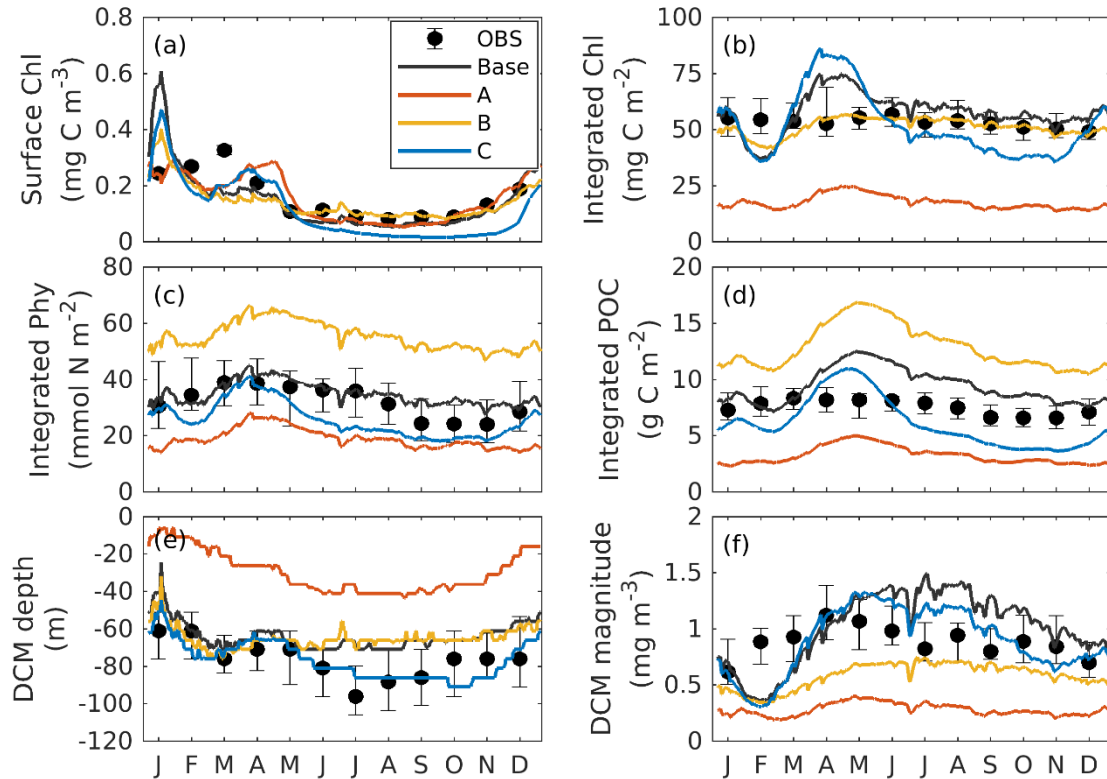 (a)
OBS
Base
A
B
C
Surface Chl
(mg C m-3)
0.8
0.6
0.4
0.2
0
(b)
Integrated Chl
(mg C m-2)
100
75
50
25
0
(c)
Integrated Phy
(mmol N m-2)
80
60
40
20
0
(d)
Integrated POC
(g C m-2)
20
15
10
5
0
(e)
DCM depth
(m)
0
-20
-40
-60
-80
-100
-120
J F M A M J J A S O N D
(f)
DCM magnitude
(mg m-3)
2
1.5
1
0.5
0
J F M A M J J A S O N D